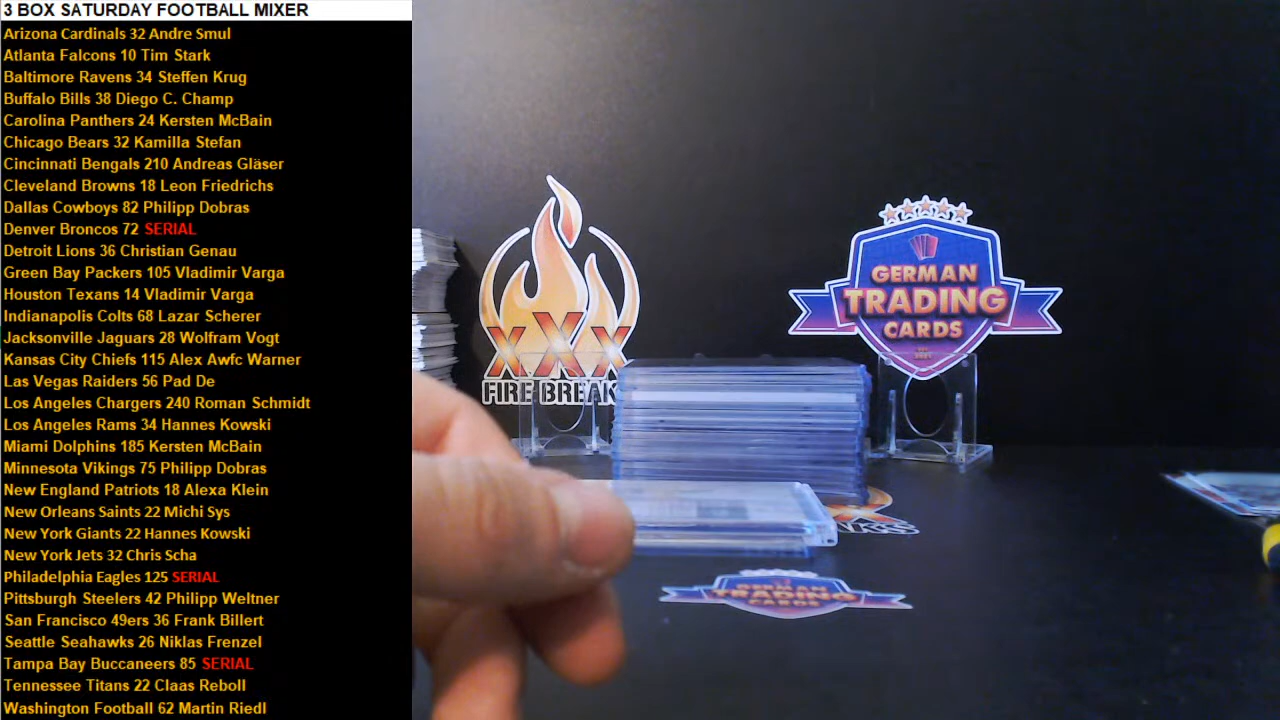 3 BOX SATURDAY FOOTBALL MIXER
Arizona Cardinals 32 Andre Smul
Atlanta Falcons 10 Tim Stark
Baltimore Ravens 34 Steffen Krug
Buffalo Bills 38 Diego C. Champ
Carolina Panthers 24 Kersten McBain
Chicago Bears 32 Kamilla Stefan
Cincinnati Bengals 210 Andreas Gläser
Cleveland Browns 18 Leon Friedrichs
Dallas Cowboys 82 Philipp Dobras
Denver Broncos 72 SERIAL
Detroit Lions 36 Christian Genau
Green Bay Packers 105 Vladimir Varga
Houston Texans 14 Vladimir Varga
Indianapolis Colts 68 Lazar Scherer
Jacksonville Jaguars 28 Wolfram Vogt
Kansas City Chiefs 115 Alex Awfc Warner
Las Vegas Raiders 56 Pad De
Los Angeles Chargers 240 Roman Schmidt
Los Angeles Rams 34 Hannes Kowski
Miami Dolphins 185 Kersten McBain
Minnesota Vikings 75 Philipp Dobras
New England Patriots 18 Alexa Klein
New Orleans Saints 22 Michi Sys
New York Giants 22 Hannes Kowski
New York Jets 32 Chris Scha
Philadelphia Eagles 125 SERIAL
Pittsburgh Steelers 42 Philipp Weltner
San Francisco 49ers 36 Frank Billert
Seattle Seahawks 26 Niklas Frenzel
Tampa Bay Buccaneers 85 SERIAL
Tennessee Titans 22 Claas Reboll
Washington Football 62 Martin Riedl
XXX
FIRE BREAK
GERMAN
TRADING
CARDS
GERMAN
TRADING
CARDS